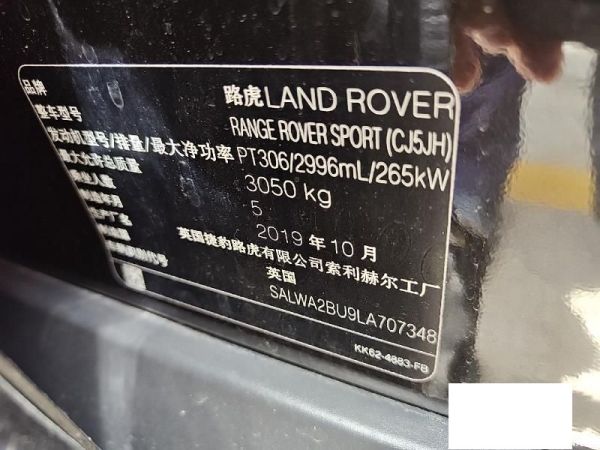 品牌 路虎LAND ROVER
整车型号 RANGE ROVER SPORT (CJ5JH)
发动机型号/排量/最大净功率 PT306/2996mL/265kW
最大允许总质量 3050 kg
人数 5
年月 2019 年 10 月
英国捷豹路虎有限公司索利赫尔工厂
英国
SALWA2BU9LA707348
KK62-4883-FB